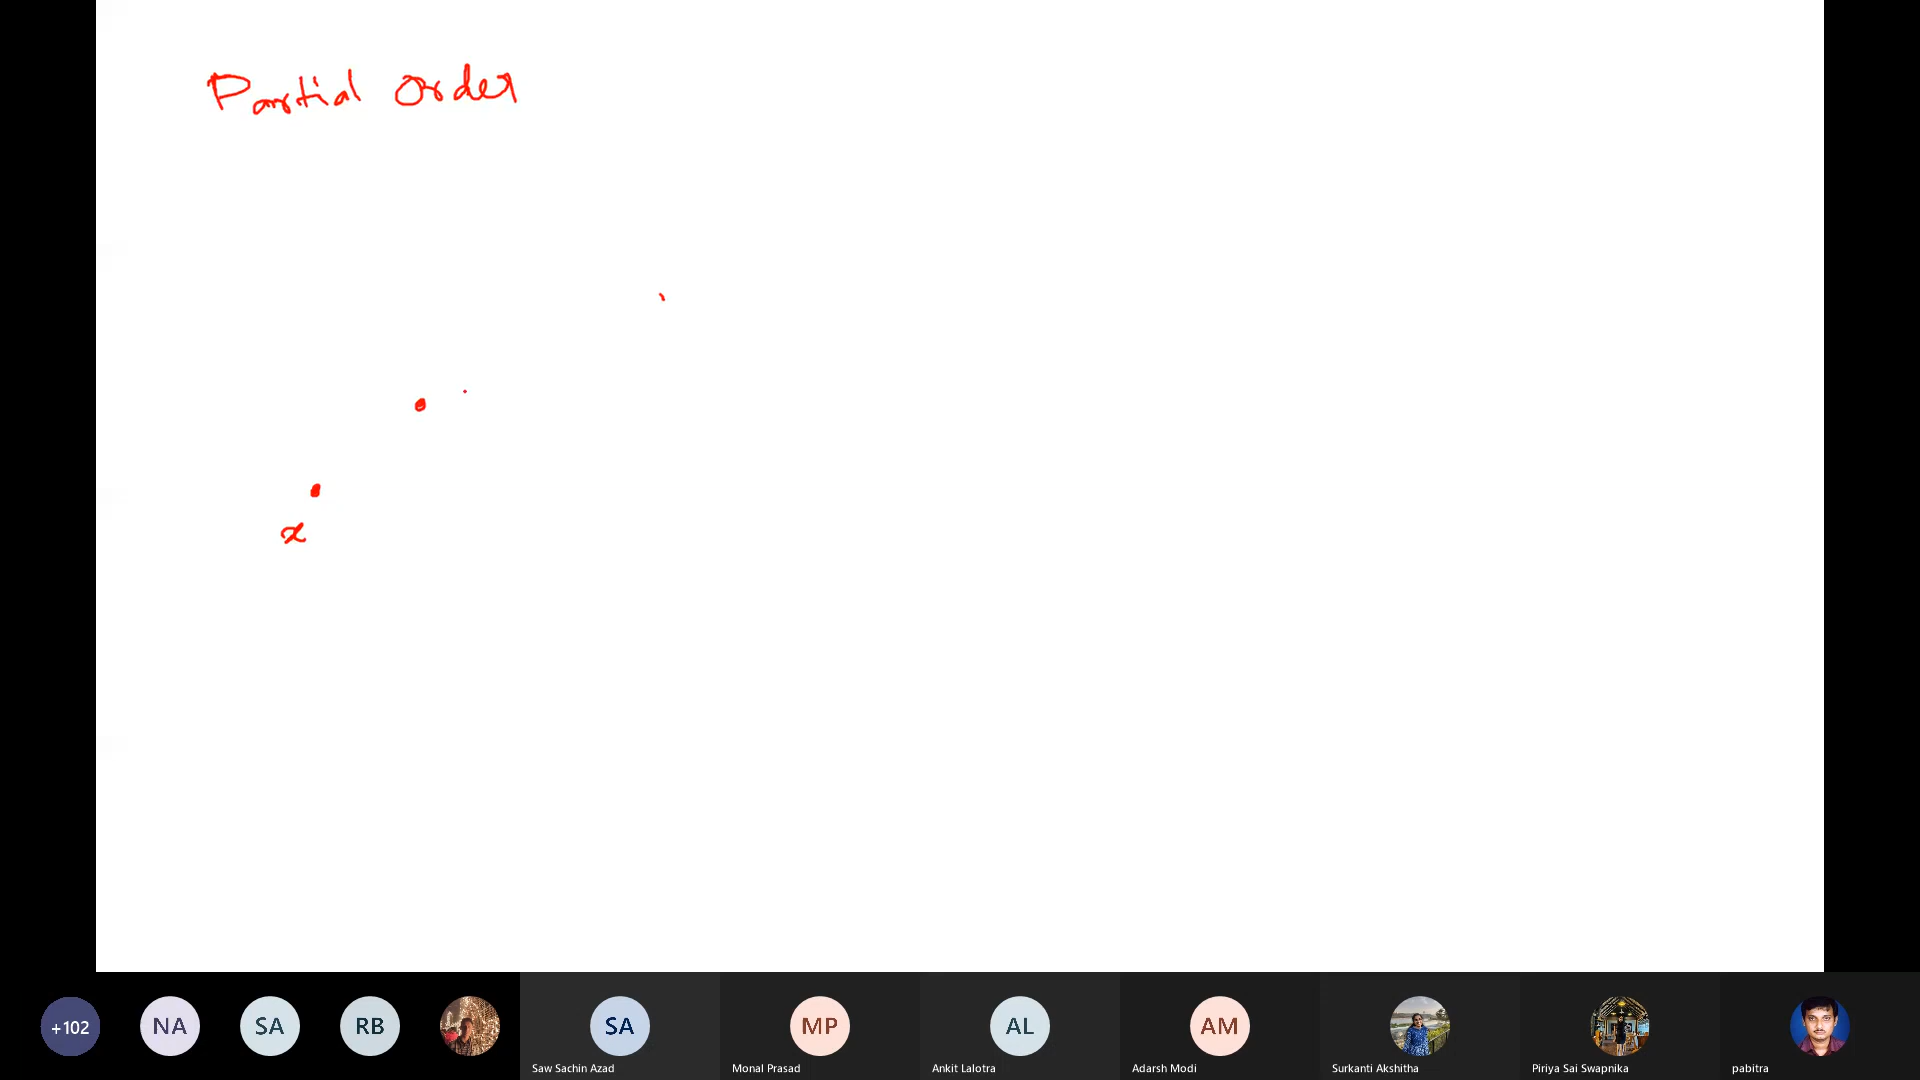 Partial Order
x
+102 NA SA RB SA MP AL AM
Saw Sachin Azad Monal Prasad Ankit Lalotra Adarsh Modi Surkanti Akshitha Piriya Sai Swapnika pabitra